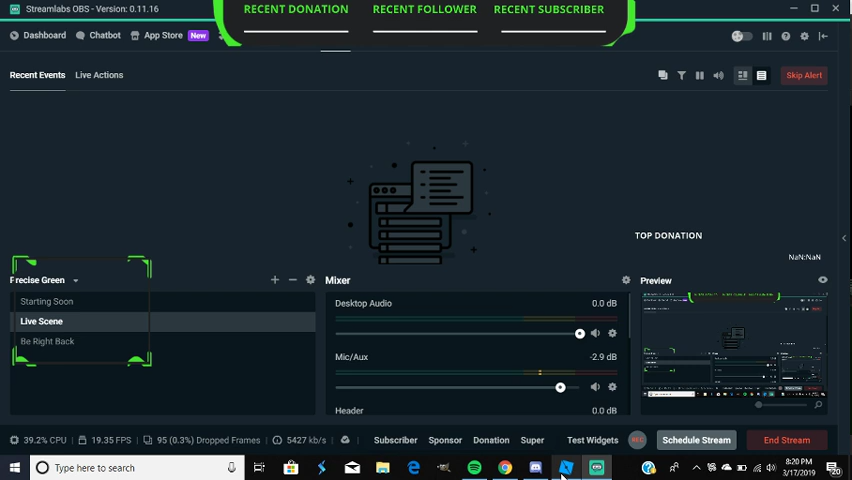 Streamlabs OBS - Version: 0.11.16
RECENT DONATION RECENT FOLLOWER RECENT SUBSCRIBER
Dashboard Chatbot App Store New
Recent Events Live Actions
Skip Alert
TOP DONATION
NaN:NaN
Precise Green
Mixer
Preview
Starting Soon
Live Scene
Be Right Back
Desktop Audio 0.0 dB
Mic/Aux -2.9 dB
Header 0.0 dB
39.2% CPU 19.35 FPS 95 (0.3%) Dropped Frames 5427 kb/s Subscriber Sponsor Donation Super Test Widgets REC Schedule Stream End Stream
Type here to search
8:20 PM
3/17/2019
20